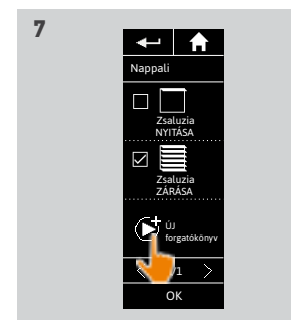 7
Nappali
Zsaluzia
NYITÁSA
Zsaluzia
ZÁRÁSA
ÚJ
forgatókönyv
/1
OK